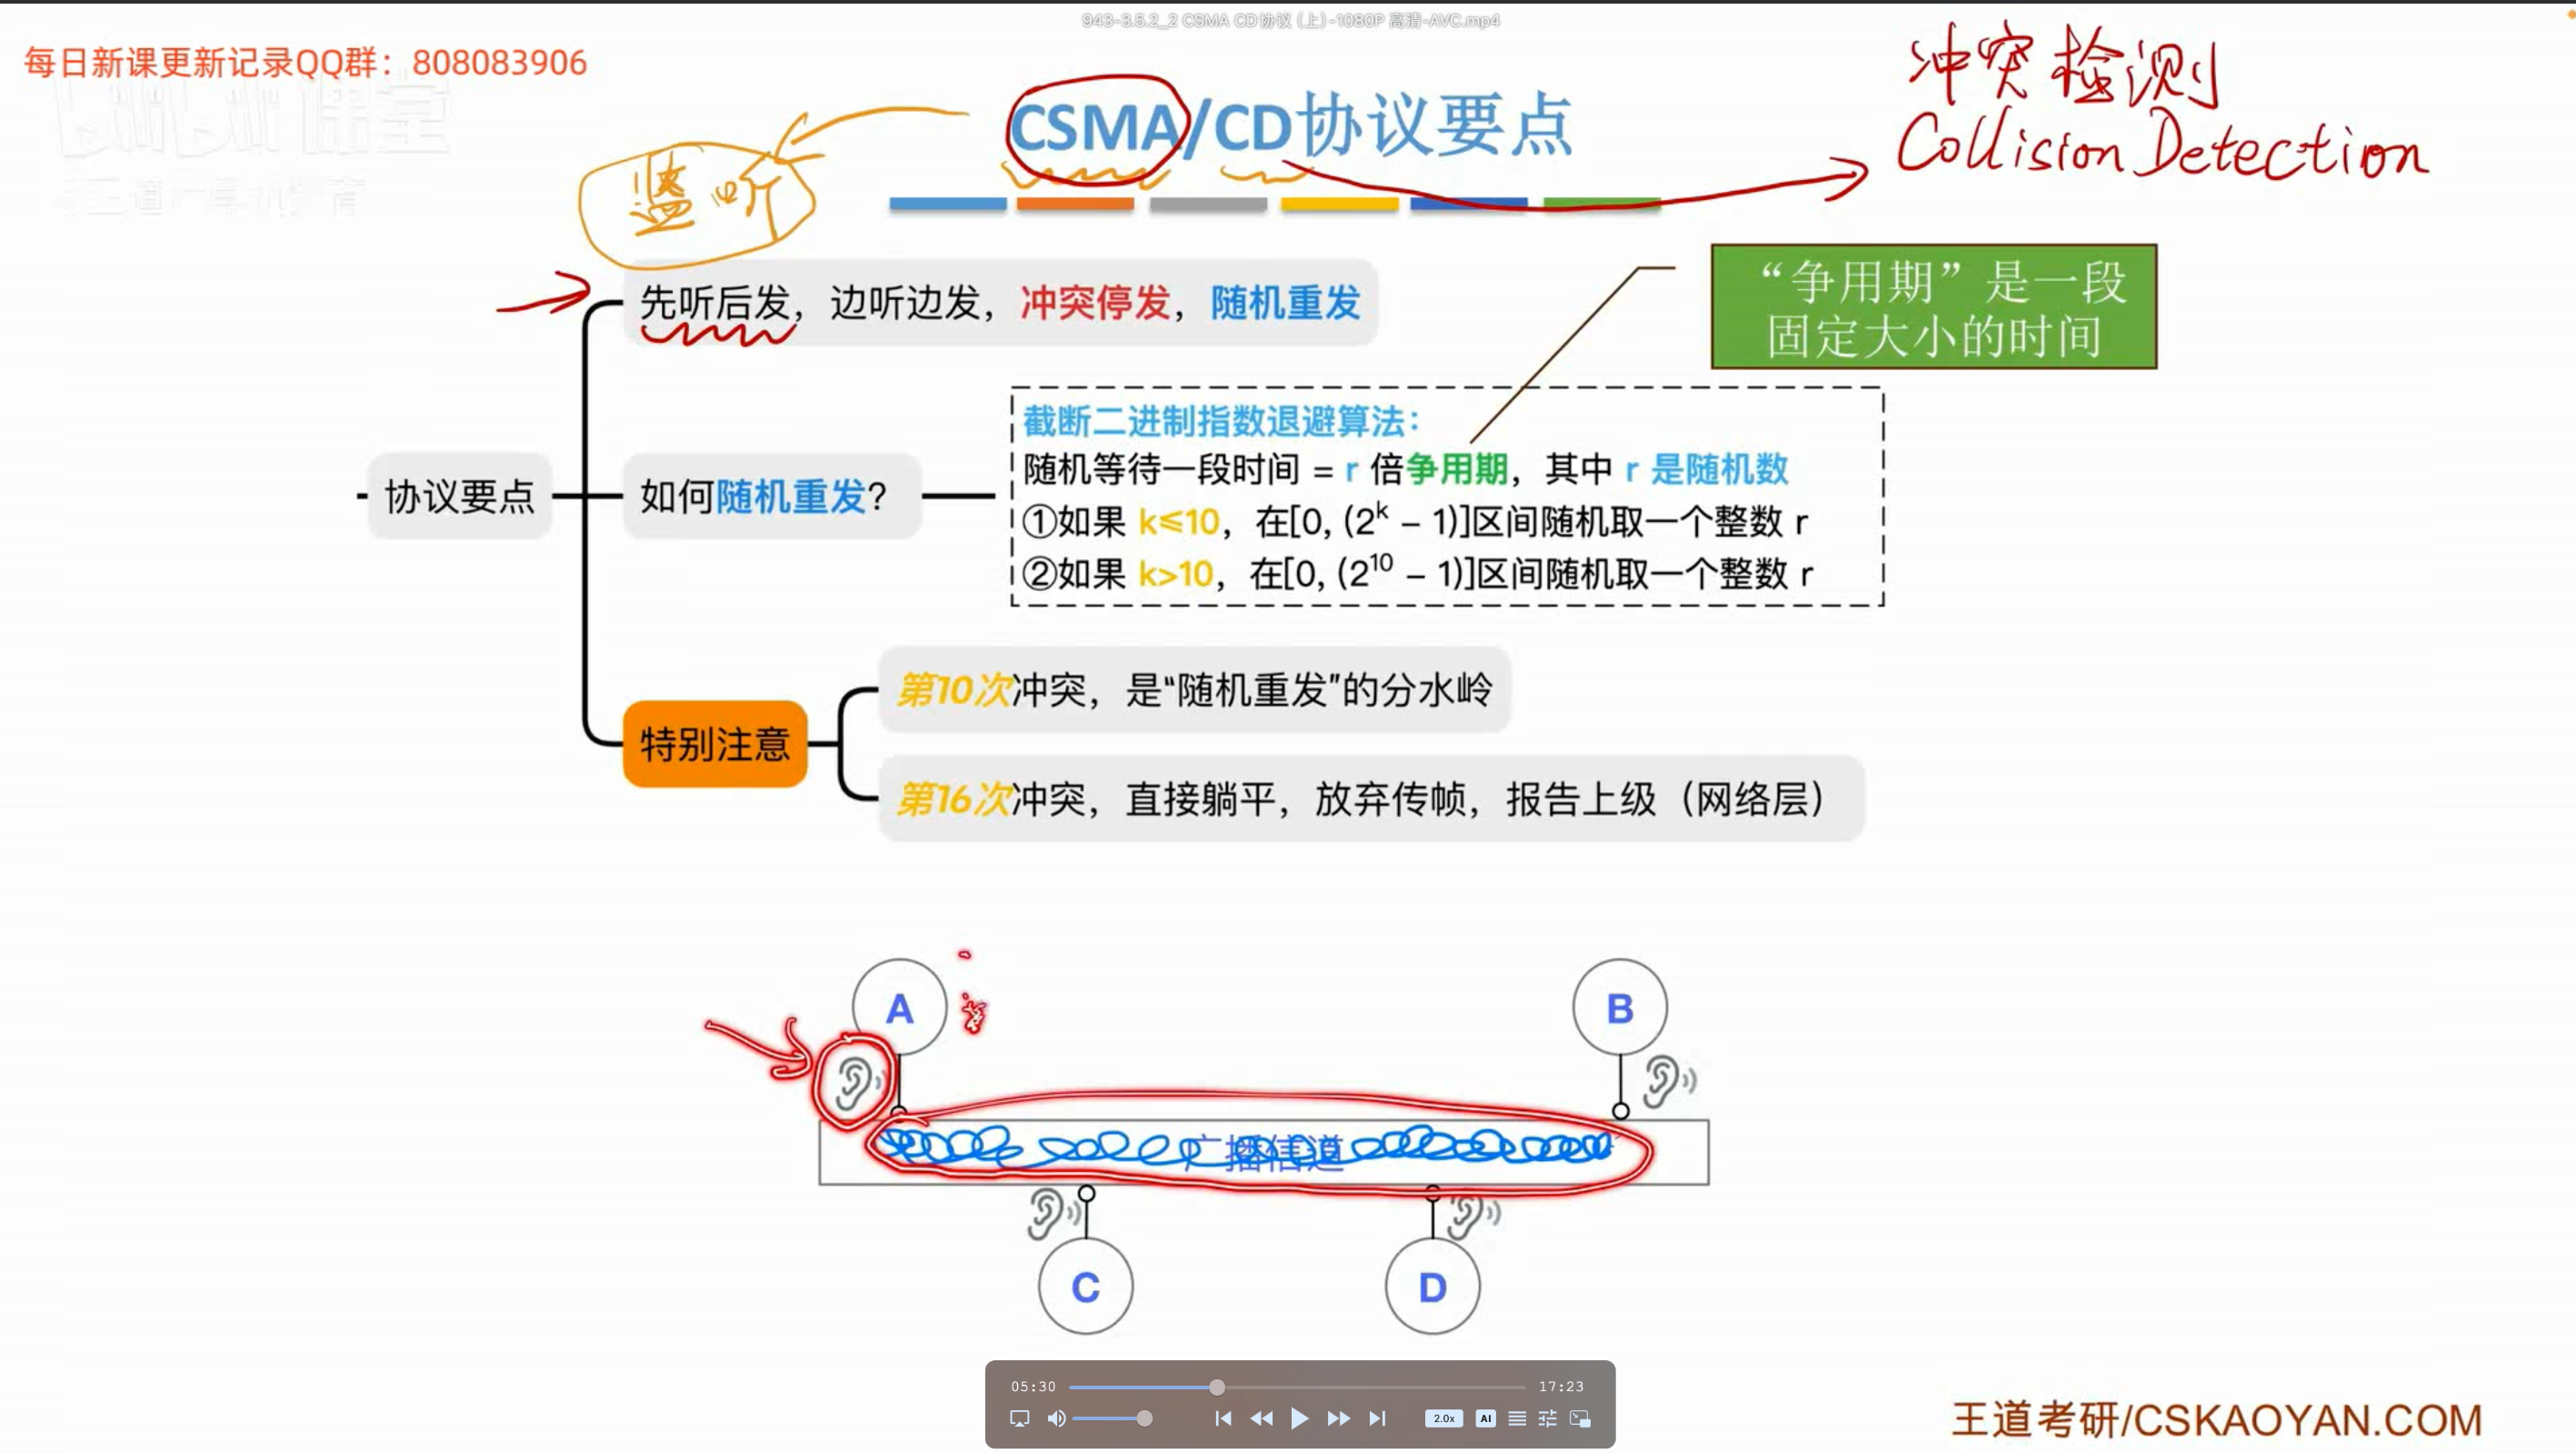 943-3.5.2_2 CSMA CD协议 (上)-1080P 高清-AVC.mp4
每日新课更新记录QQ群：808083906
课堂
冲突检测
Collision Detection
CSMA/CD协议要点
监听
“争用期”是一段
固定大小的时间
先听后发，边听边发，冲突停发，随机重发
截断二进制指数退避算法：
随机等待一段时间 = r 倍争用期，其中 r 是随机数
①如果 k≤10，在[0, (2^k – 1)]区间随机取一个整数 r
②如果 k>10，在[0, (2^10 – 1)]区间随机取一个整数 r
协议要点
如何随机重发？
第10次冲突，是“随机重发”的分水岭
特别注意
第16次冲突，直接躺平，放弃传帧，报告上级（网络层）
A
B
广播信道
C
D
05:30
17:23
2.0x
AI
王道考研/CSKAOYAN.COM